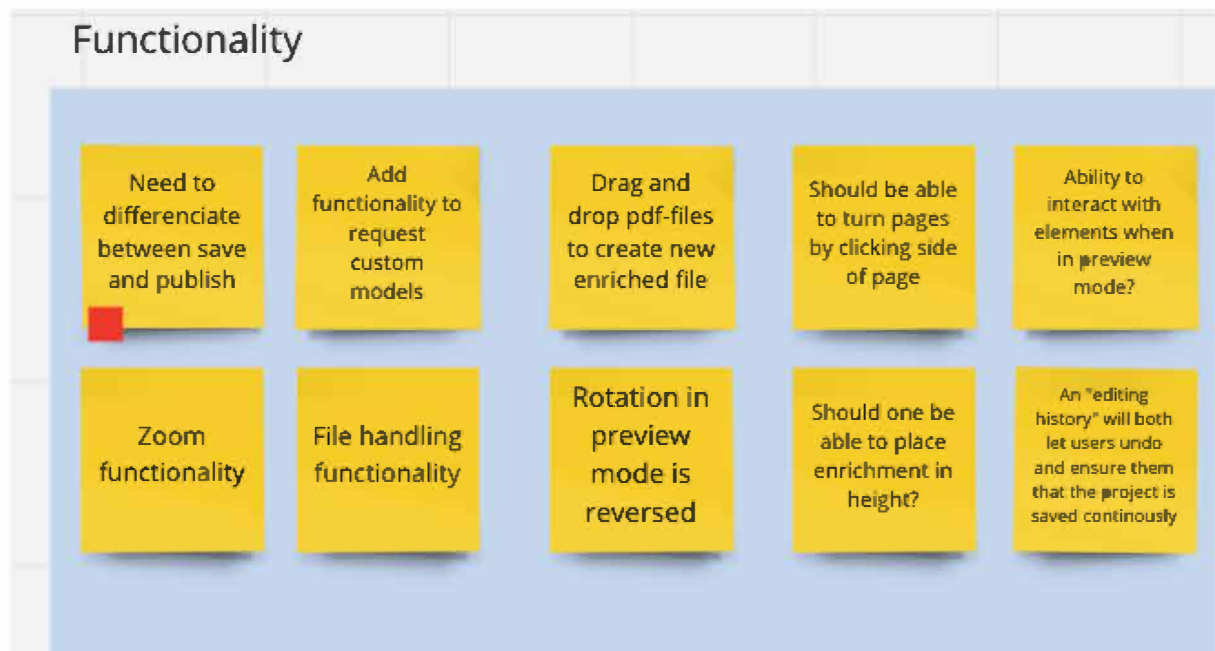 Functionality
Need to
differenciate
between save
and publish
Add
functionality to
request
custom
models
Drag and
drop pdf-files
to create new
enriched file
Should be able
to turn pages
by clicking side
of page
Ability to
interact with
elements when
in preview
mode?
Zoom
functionality
File handling
functionality
Rotation in
preview
mode is
reversed
Should one be
able to place
enrichment in
height?
An "editing
history" will both
let users undo
and ensure them
that the project is
saved continously